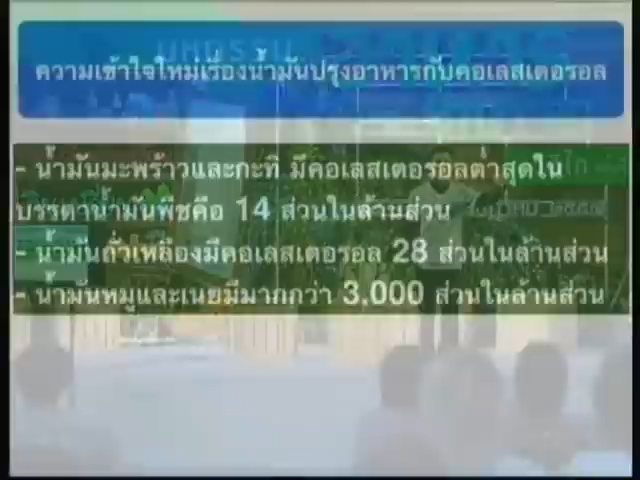 ความเข้าใจใหม่เรื่องน้ำมันปรุงอาหารกับคอเลสเตอรอล
- น้ำมันมะพร้าวและกะทิ มีคอเลสเตอรอลต่ำสุดใน
บรรดาน้ำมันพืชคือ 14 ส่วนในล้านส่วน
- น้ำมันถั่วเหลืองมีคอเลสเตอรอล 28 ส่วนในล้านส่วน
- น้ำมันหมูและเนยมีมากกว่า 3,000 ส่วนในล้านส่วน